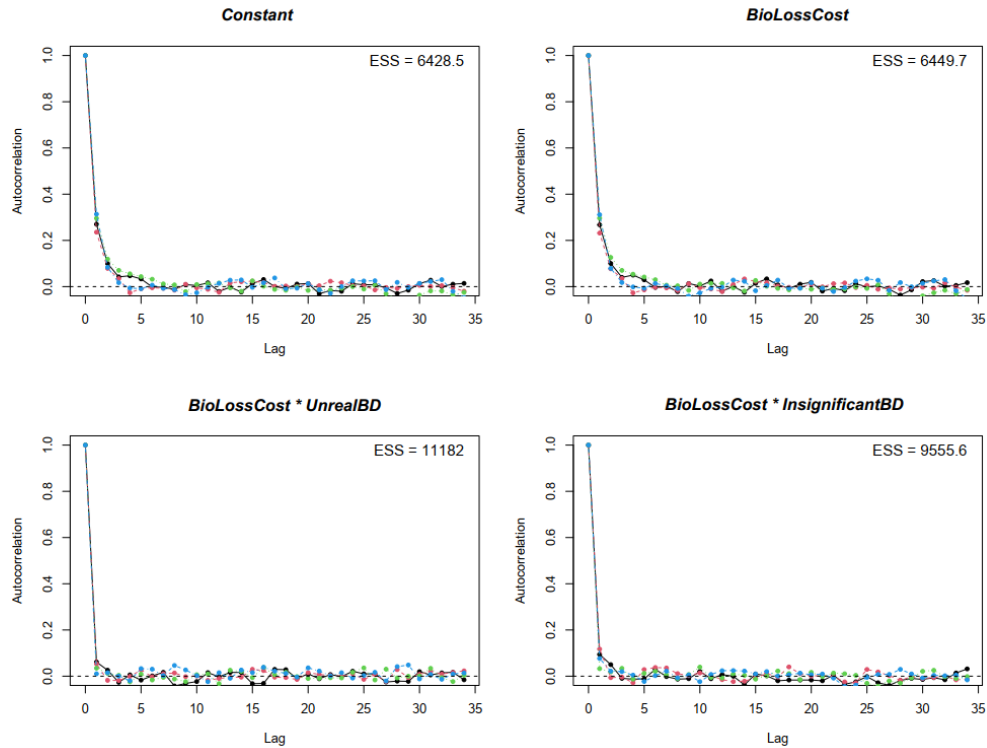 Constant
ESS = 6428.5
Autocorrelation
1.0
0.8
0.6
0.4
0.2
0.0
0 5 10 15 20 25 30 35
Lag
BioLossCost
ESS = 6449.7
Autocorrelation
1.0
0.8
0.6
0.4
0.2
0.0
0 5 10 15 20 25 30 35
Lag
BioLossCost * UnrealBD
ESS = 11182
Autocorrelation
1.0
0.8
0.6
0.4
0.2
0.0
0 5 10 15 20 25 30 35
Lag
BioLossCost * InsignificantBD
ESS = 9555.6
Autocorrelation
1.0
0.8
0.6
0.4
0.2
0.0
0 5 10 15 20 25 30 35
Lag